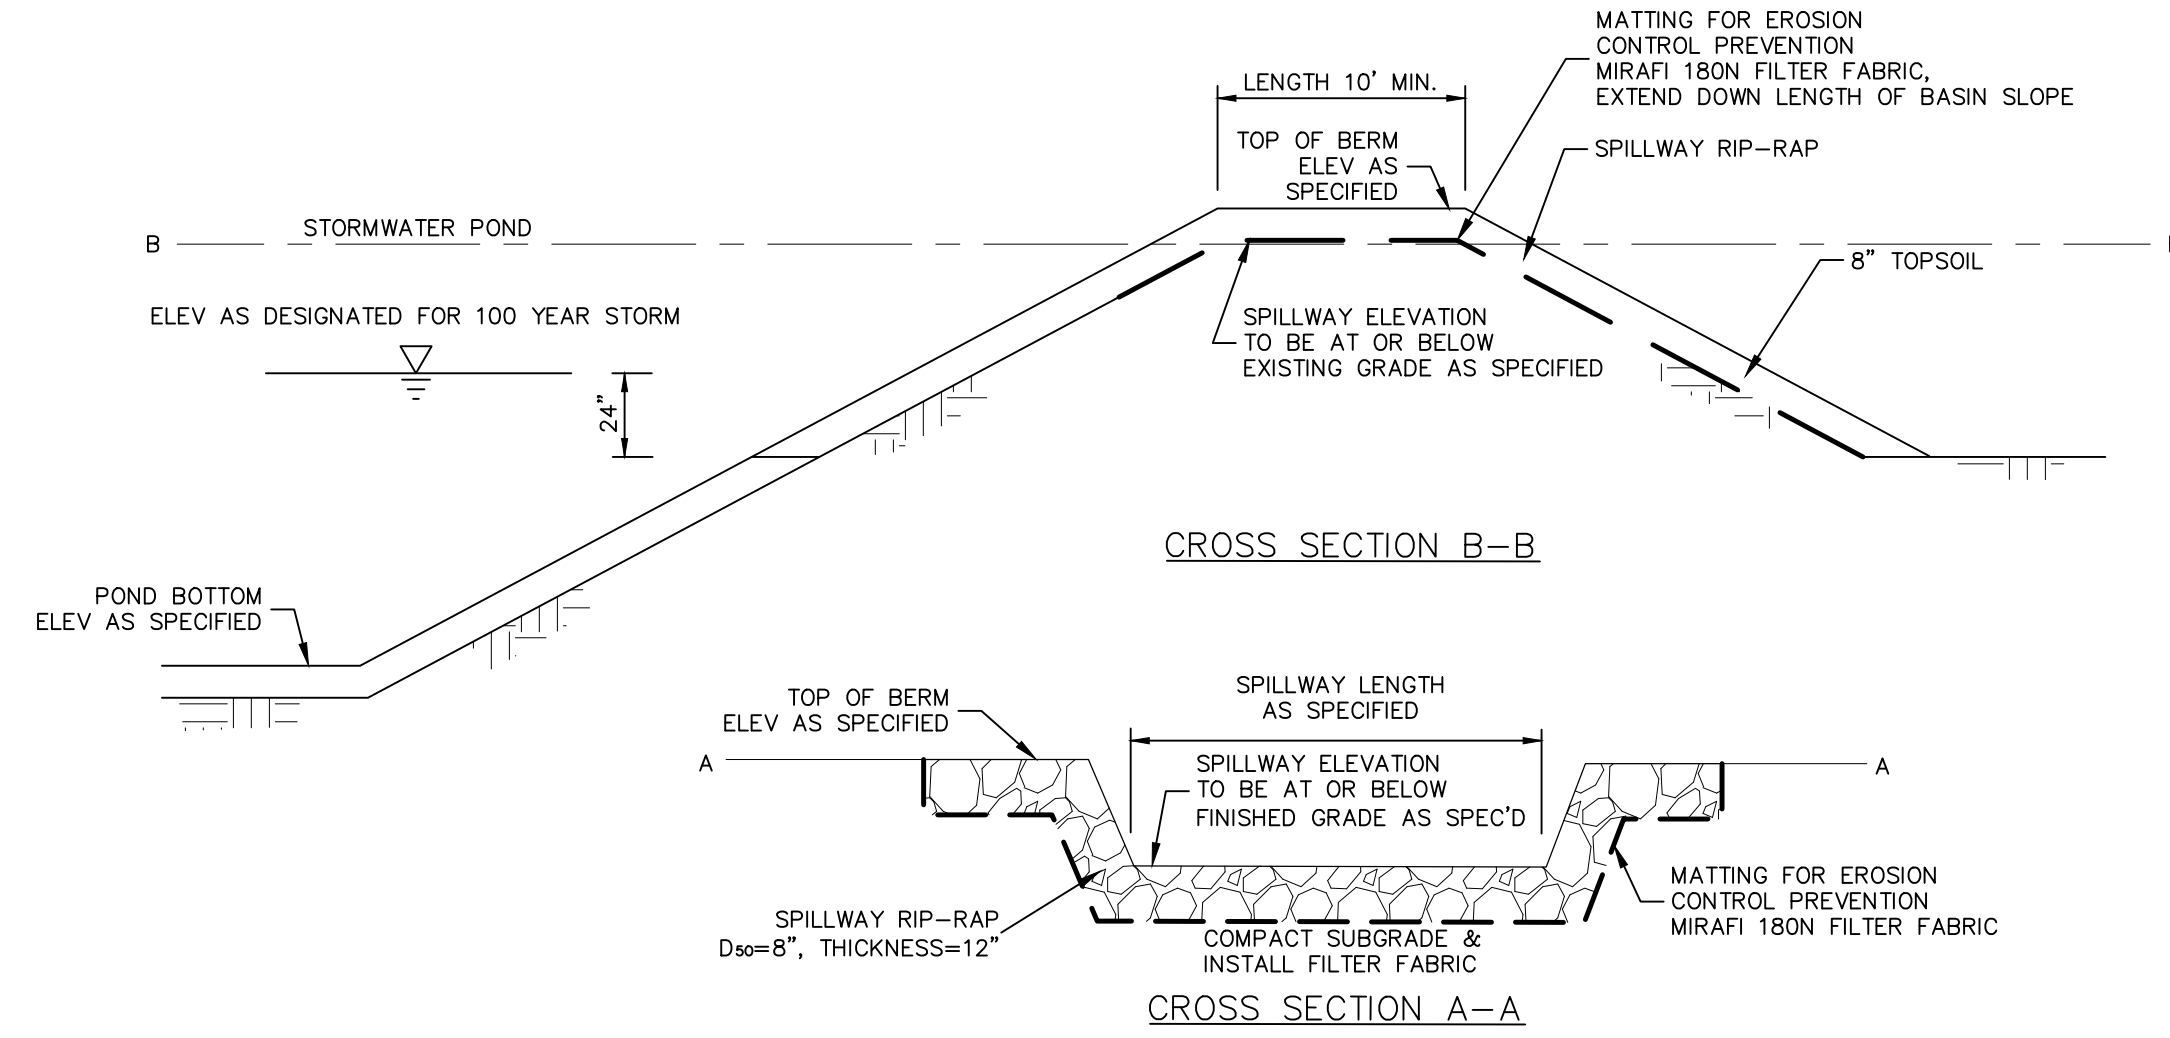 MATTING FOR EROSION
CONTROL PREVENTION
MIRAFI 180N FILTER FABRIC,
EXTEND DOWN LENGTH OF BASIN SLOPE
LENGTH 10' MIN.
TOP OF BERM
ELEV AS
SPECIFIED
SPILLWAY RIP-RAP
B
STORMWATER POND
8" TOPSOIL
ELEV AS DESIGNATED FOR 100 YEAR STORM
SPILLWAY ELEVATION
TO BE AT OR BELOW
EXISTING GRADE AS SPECIFIED
24"
CROSS SECTION B-B
POND BOTTOM
ELEV AS SPECIFIED
TOP OF BERM
ELEV AS SPECIFIED
SPILLWAY LENGTH
AS SPECIFIED
A
SPILLWAY ELEVATION
TO BE AT OR BELOW
FINISHED GRADE AS SPEC'D
A
MATTING FOR EROSION
CONTROL PREVENTION
MIRAFI 180N FILTER FABRIC
SPILLWAY RIP-RAP
D50=8", THICKNESS=12"
COMPACT SUBGRADE &
INSTALL FILTER FABRIC
CROSS SECTION A-A